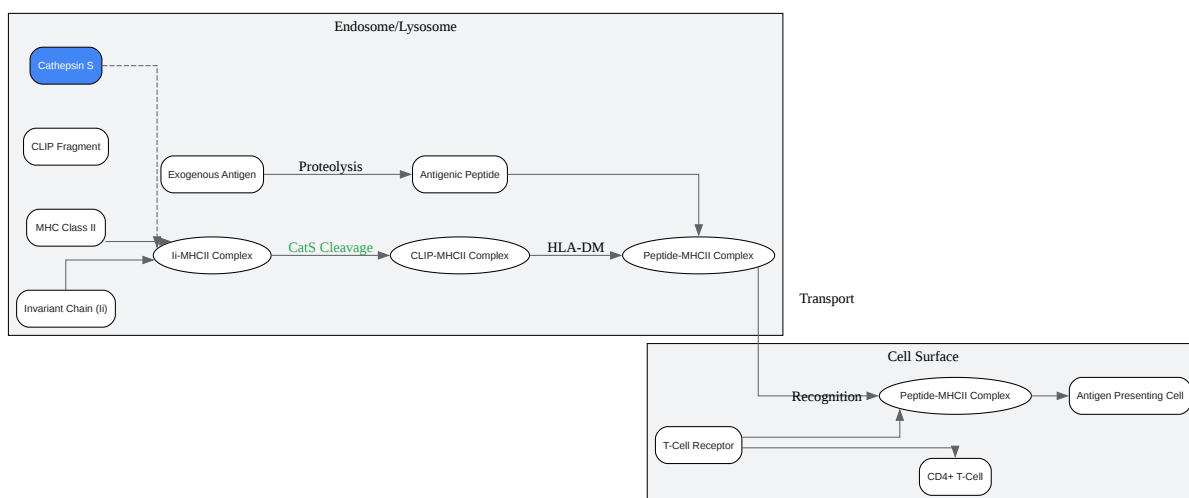 Endosome/Lysosome
Cathepsin S
CLIP Fragment
Exogenous Antigen
Proteolysis
Antigenic Peptide
MHC Class II
Ii-MHCII Complex
CatS Cleavage
CLIP-MHCII Complex
HLA-DM
Peptide-MHCII Complex
Invariant Chain (Ii)
Transport
Cell Surface
Recognition
Peptide-MHCII Complex
Antigen Presenting Cell
T-Cell Receptor
CD4+ T-Cell